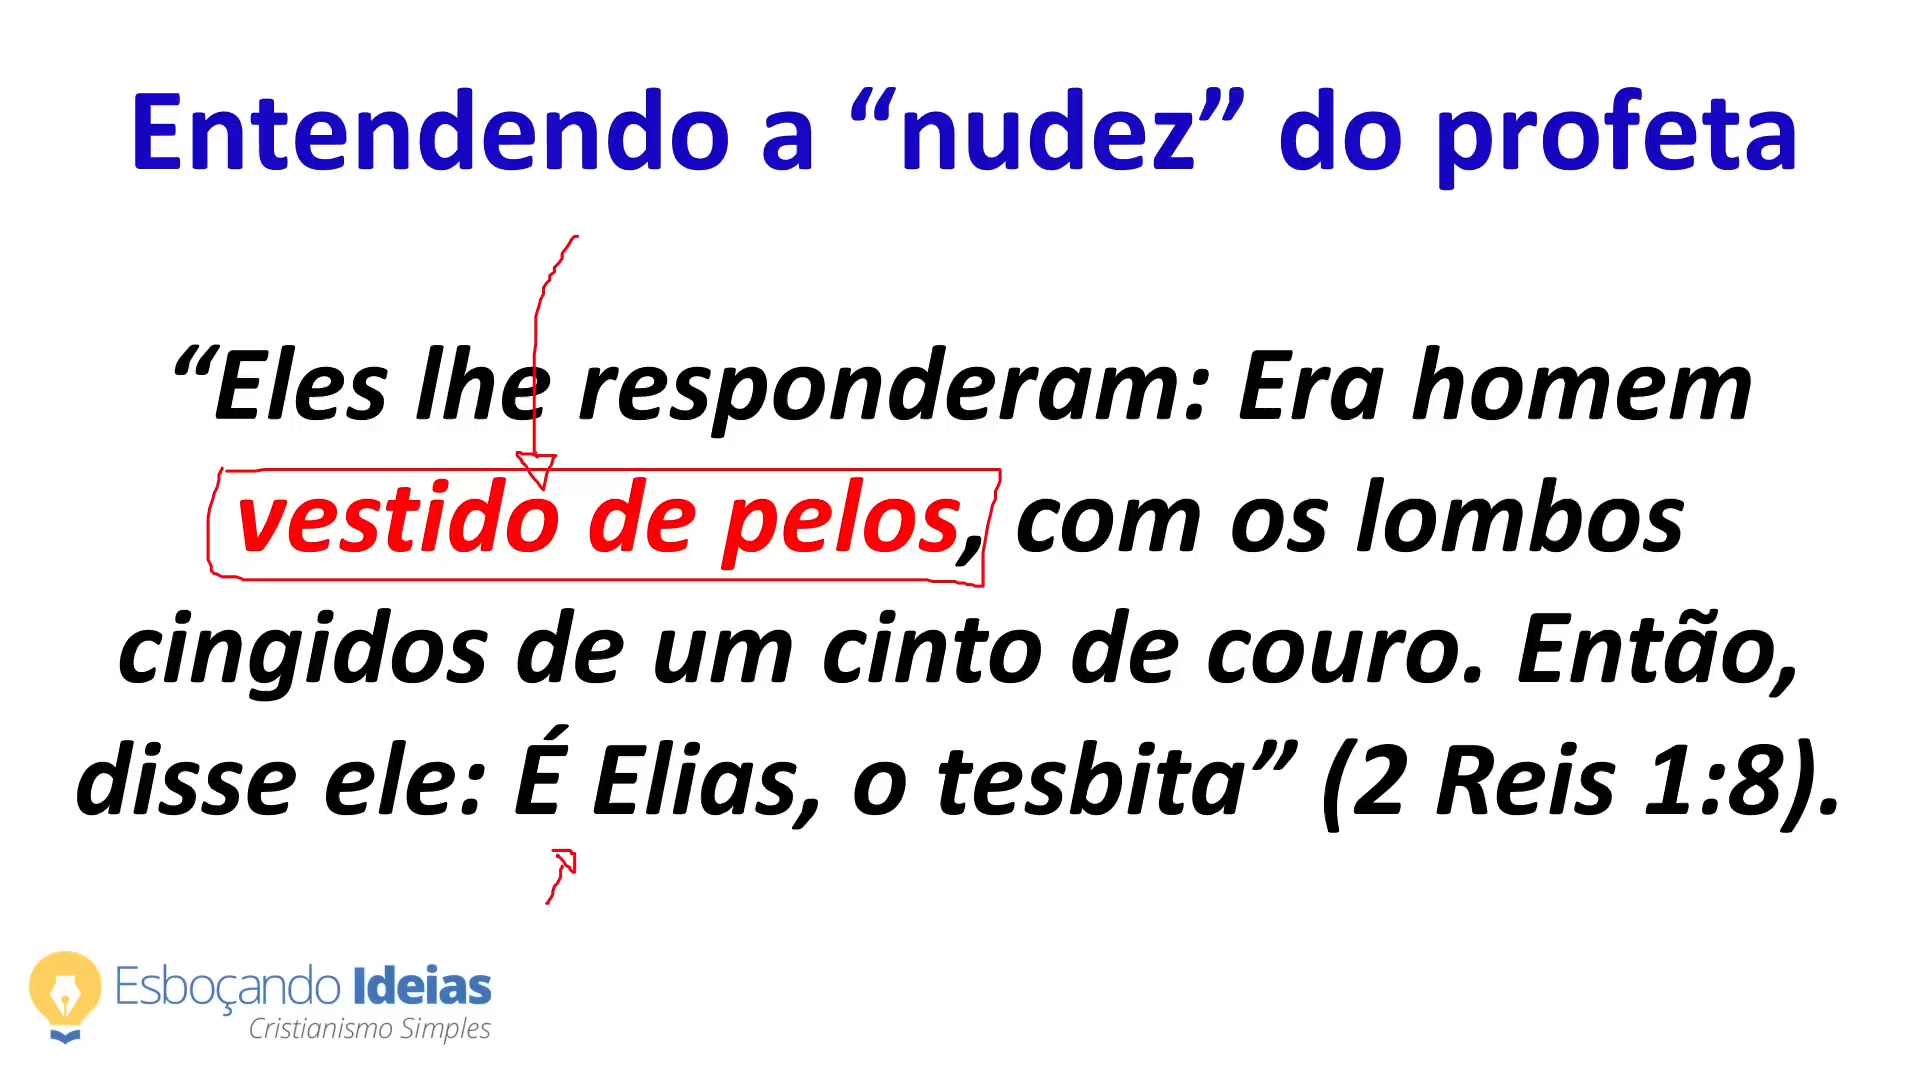 Entendendo a “nudez” do profeta
“Eles lhe responderam: Era homem
vestido de pelos, com os lombos
cingidos de um cinto de couro. Então,
disse ele: É Elias, o tesbita” (2 Reis 1:8).
Esboçando Ideias
Cristianismo Simples